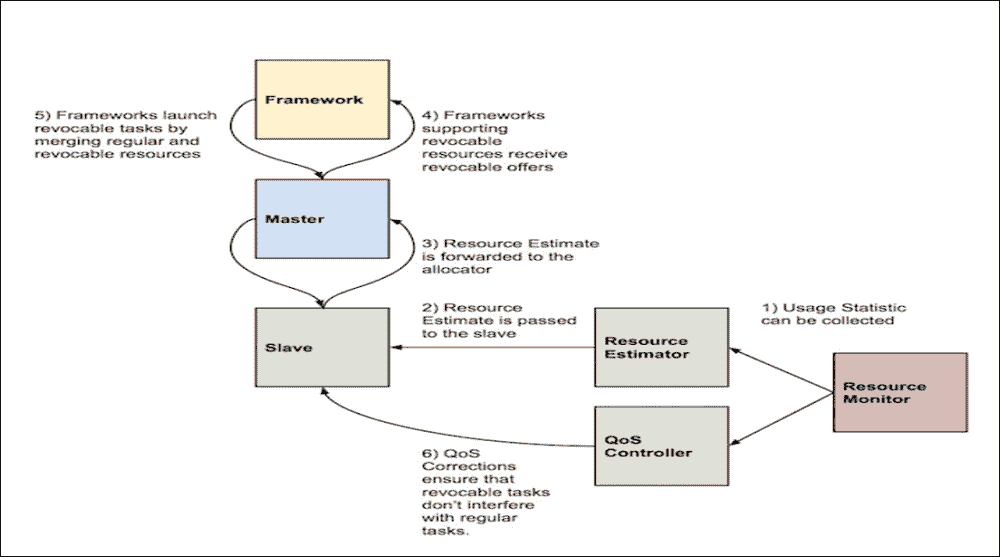 Framework
5) Frameworks launch
revocable tasks by
merging regular and
revocable resources
4) Frameworks
supporting
revocable
resources receive
revocable offers
Master
3) Resource Estimate
is forwarded to the
allocator
2) Resource
Estimate is passed
to the slave
1) Usage Statistic
can be collected
Slave
Resource
Estimator
Resource
Monitor
QoS
Controller
6) QoS
Corrections
ensure that
revocable tasks
don't interfere
with regular
tasks.